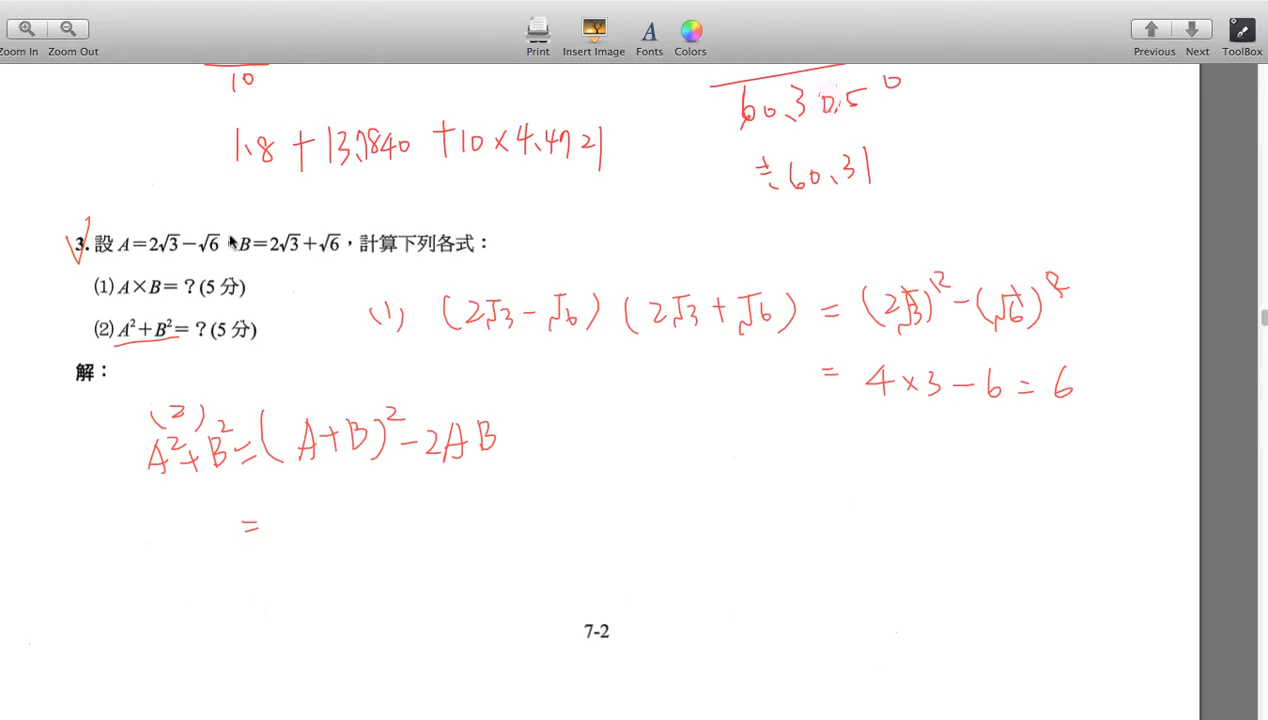 Zoom In Zoom Out Print Insert Image Fonts Colors Previous Next ToolBox
10
1.8 + 13.7840 + 10 × 4.4721
60.3050
≒ 60.31
3. 設 A=2√3−√6，B=2√3+√6，計算下列各式：
(1) A×B=？(5 分)
(1) (2√3 − √6) (2√3 + √6) = (2√3)² − (√6)²
(2) A²+B²=？(5 分)
解：
= 4×3−6 = 6
(2)
A²+B² = (A+B)² − 2AB
=
7-2